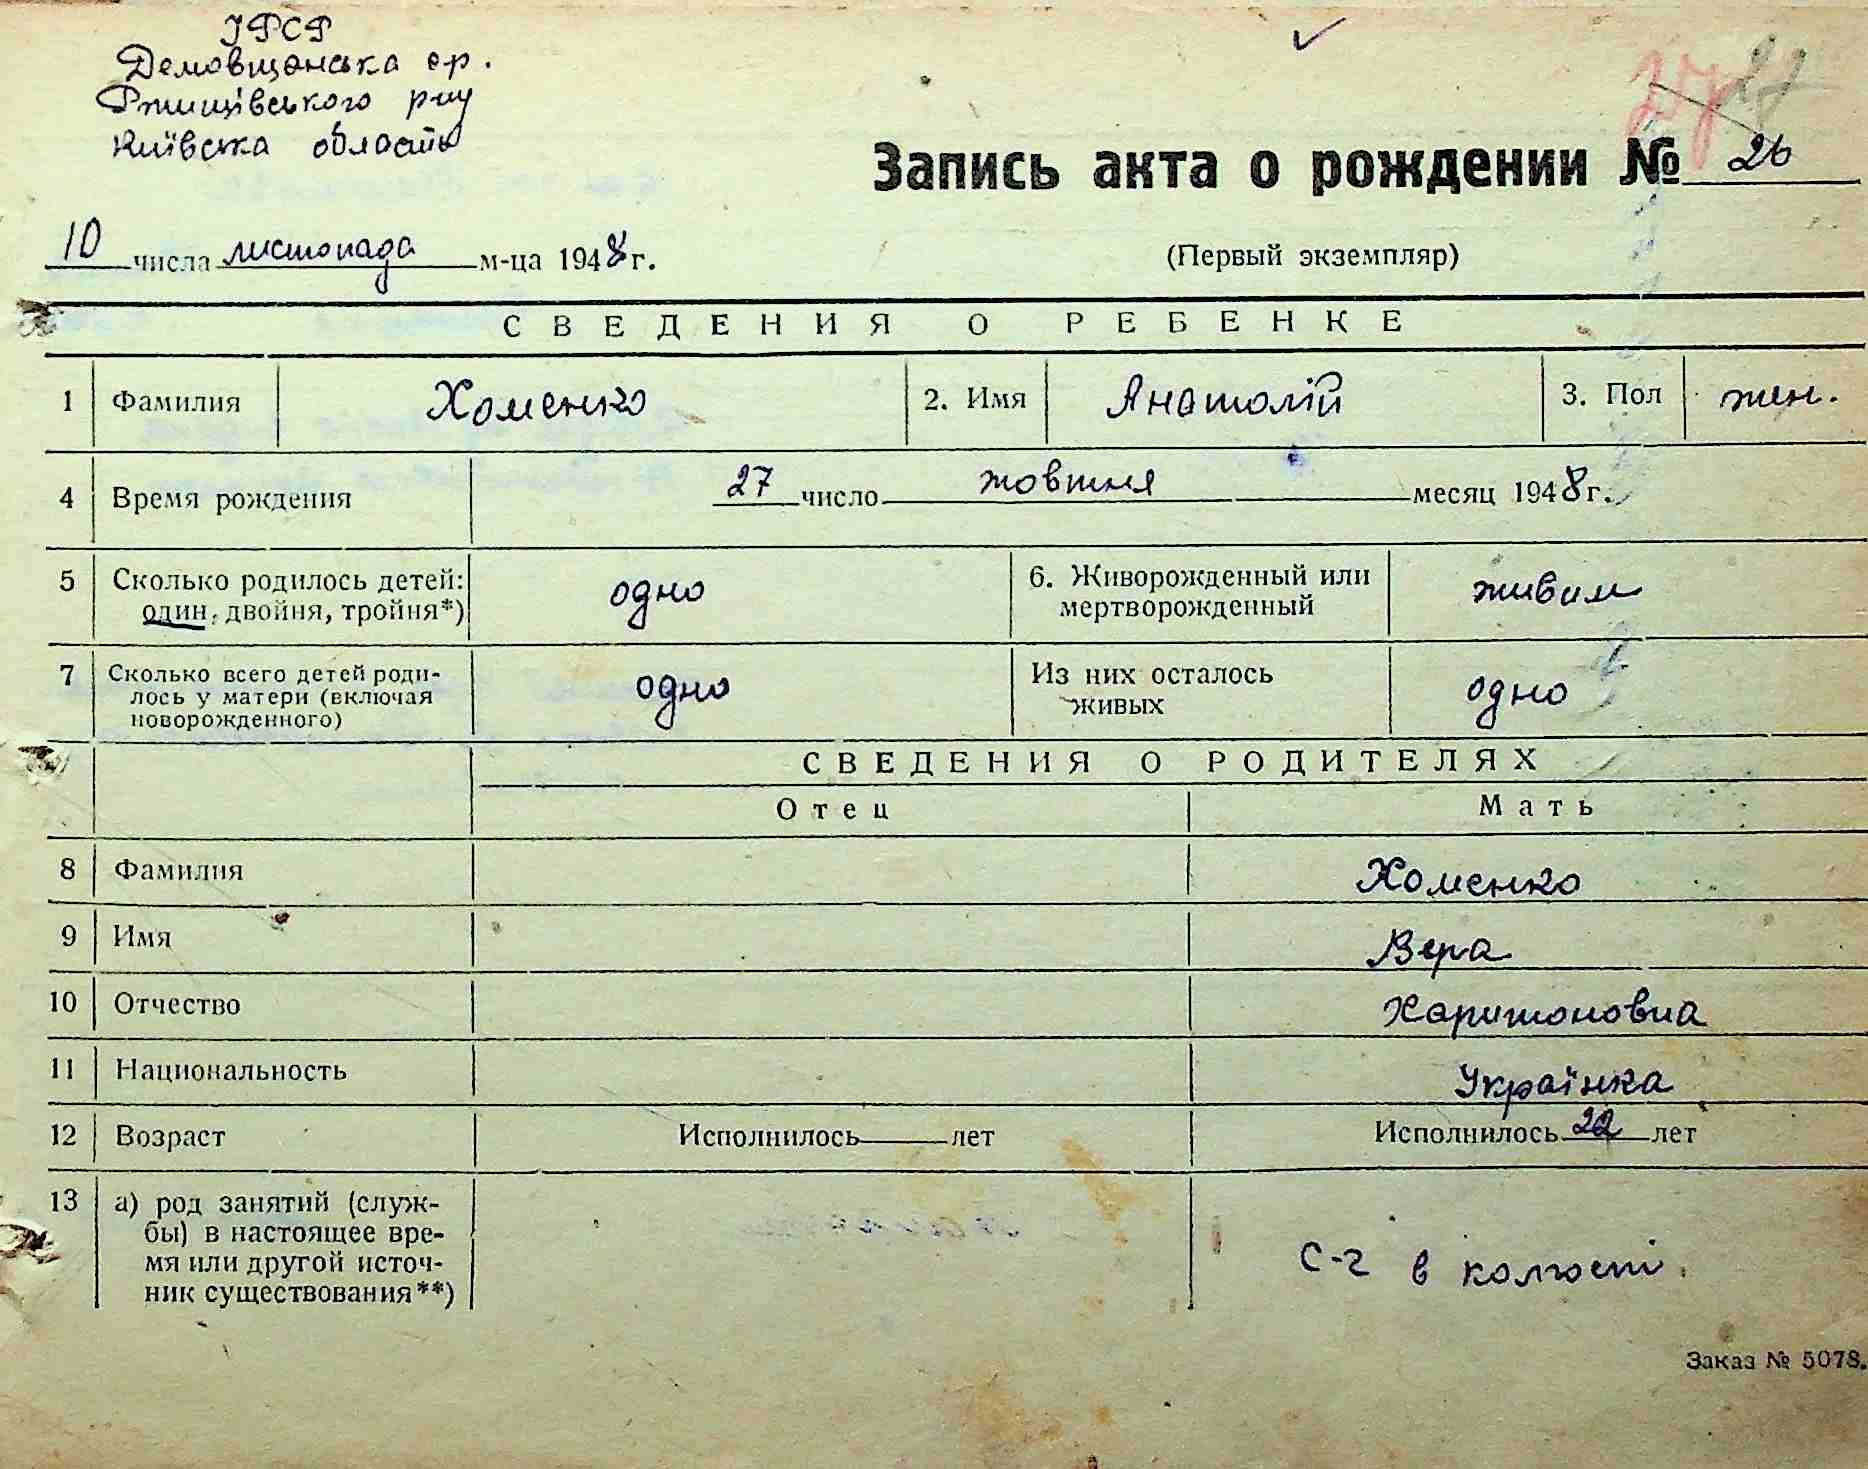 УРСР
Демовщанська с.р.
Ржищівського р-ну
Київська область
27 27
Запись акта о рождении № 26
10 числа листопада м-ца 1948 г.
(Первый экземпляр)
СВЕДЕНИЯ О РЕБЕНКЕ
1 Фамилия Хоменко 2. Имя Анатолій 3. Пол жен.
4 Время рождения 27 число жовтня месяц 1948 г.
5 Сколько родилось детей: один, двойня, тройня*) одно 6. Живорожденный или мертворожденный живим
7 Сколько всего детей родилось у матери (включая новорожденного) одно Из них осталось живых одно
СВЕДЕНИЯ О РОДИТЕЛЯХ
Отец Мать
8 Фамилия Хоменко
9 Имя Вера
10 Отчество Харитоновна
11 Национальность Українка
12 Возраст Исполнилось лет Исполнилось 22 лет
13 а) род занятий (службы) в настоящее время или другой источник существования**) с-г в колгоспі.
Заказ № 5078.